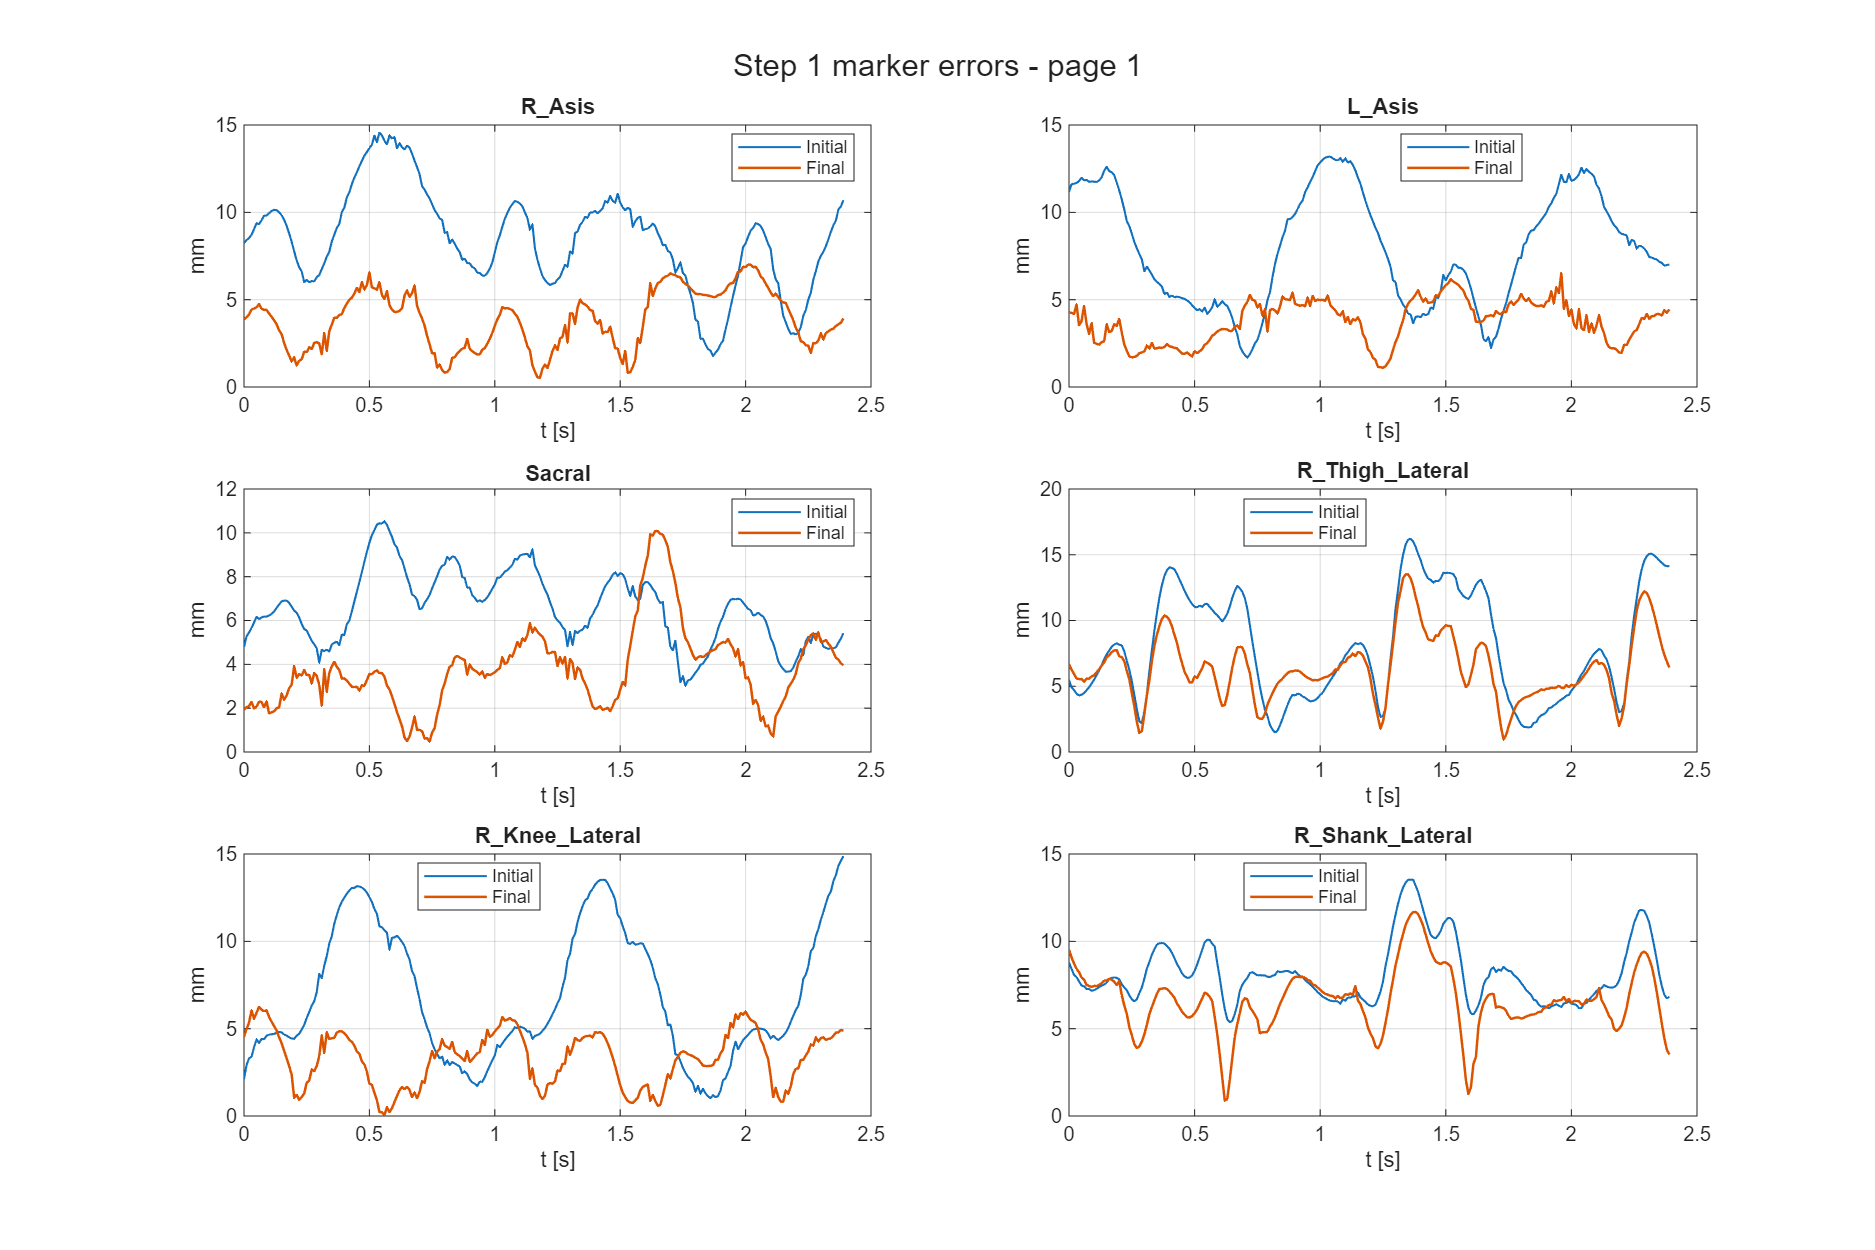 Step 1 marker errors - page 1
R_Asis
15
10
5
0
mm
Initial
Final
0 0.5 1 1.5 2 2.5
t [s]
L_Asis
15
10
5
0
mm
Initial
Final
0 0.5 1 1.5 2 2.5
t [s]
Sacral
12
10
8
6
4
2
0
mm
Initial
Final
0 0.5 1 1.5 2 2.5
t [s]
R_Thigh_Lateral
20
15
10
5
0
mm
Initial
Final
0 0.5 1 1.5 2 2.5
t [s]
R_Knee_Lateral
15
10
5
0
mm
Initial
Final
0 0.5 1 1.5 2 2.5
t [s]
R_Shank_Lateral
15
10
5
0
mm
Initial
Final
0 0.5 1 1.5 2 2.5
t [s]